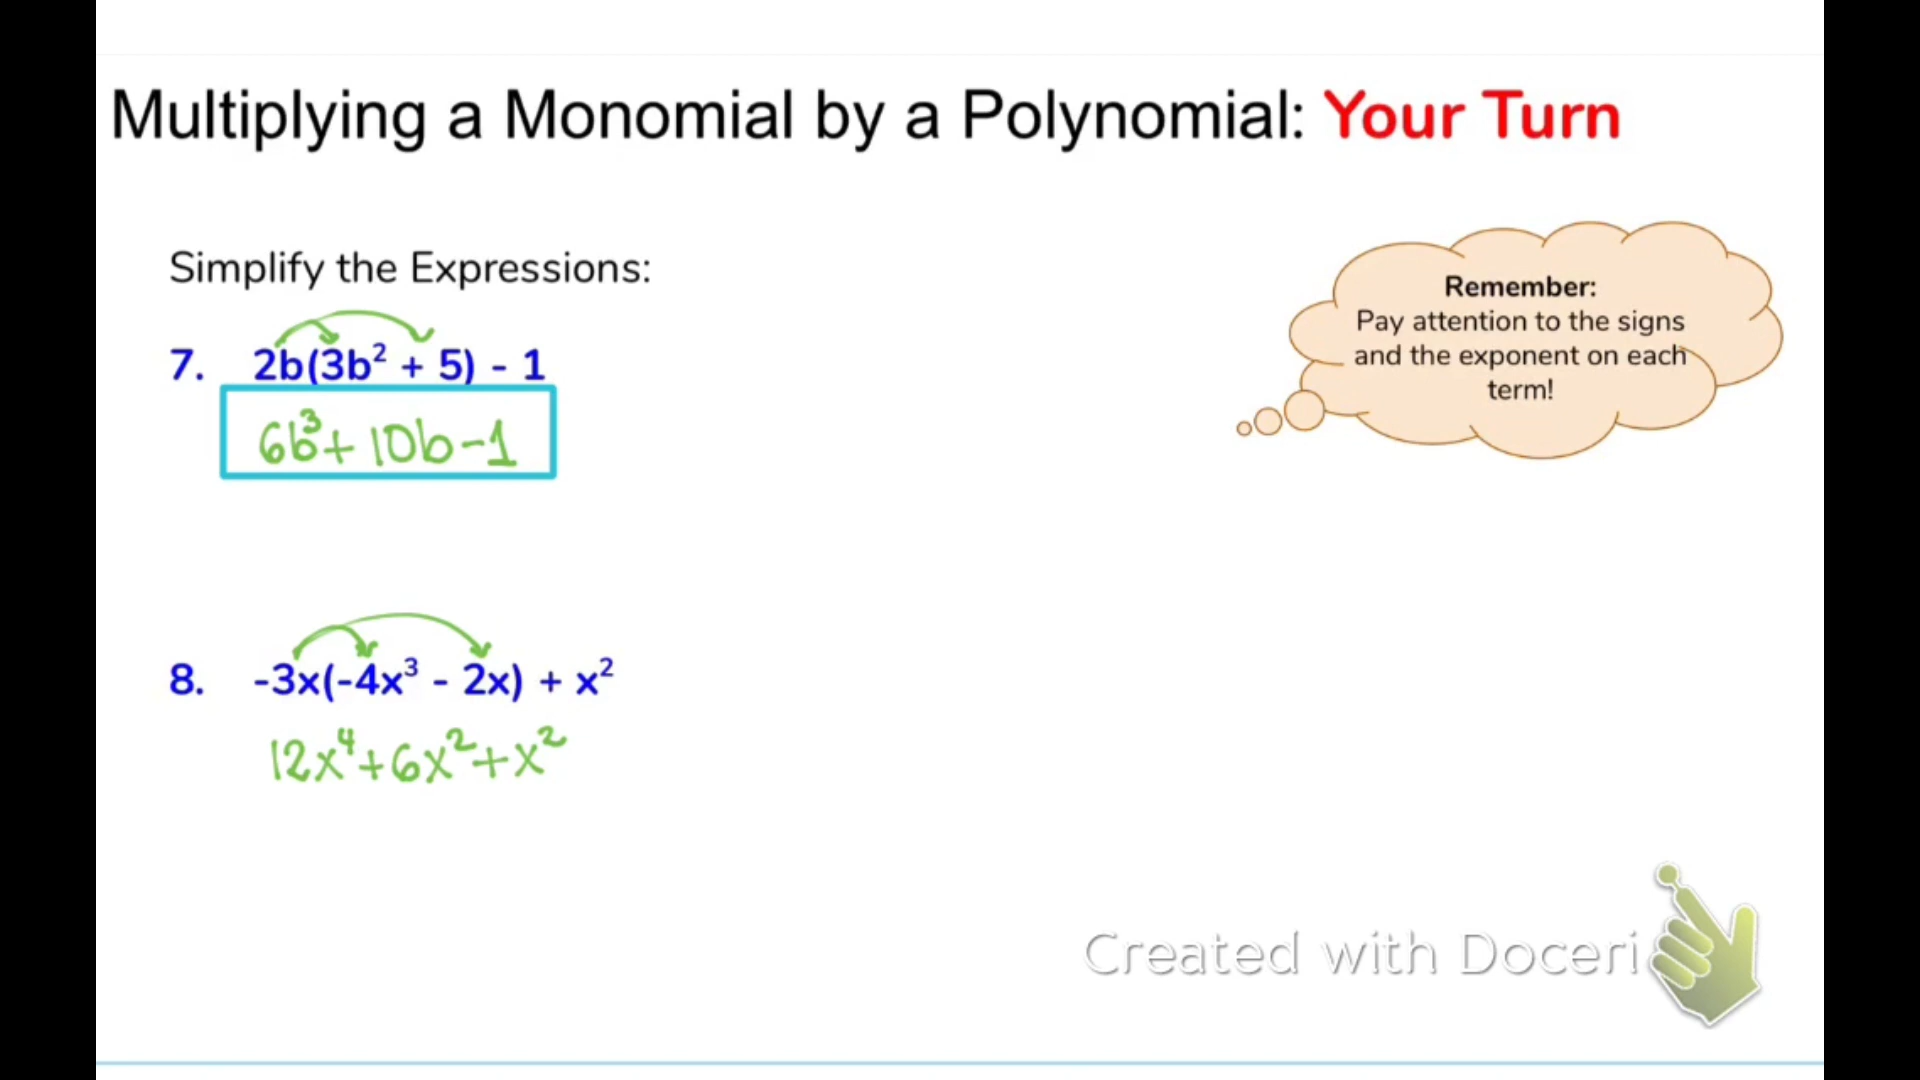 Multiplying a Monomial by a Polynomial: Your Turn
Simplify the Expressions:
7. 2b(3b² + 5) - 1
6b³ + 10b - 1
8. -3x(-4x³ - 2x) + x²
12x⁴ + 6x² + x²
Remember:
Pay attention to the signs
and the exponent on each
term!
Created with Doceri